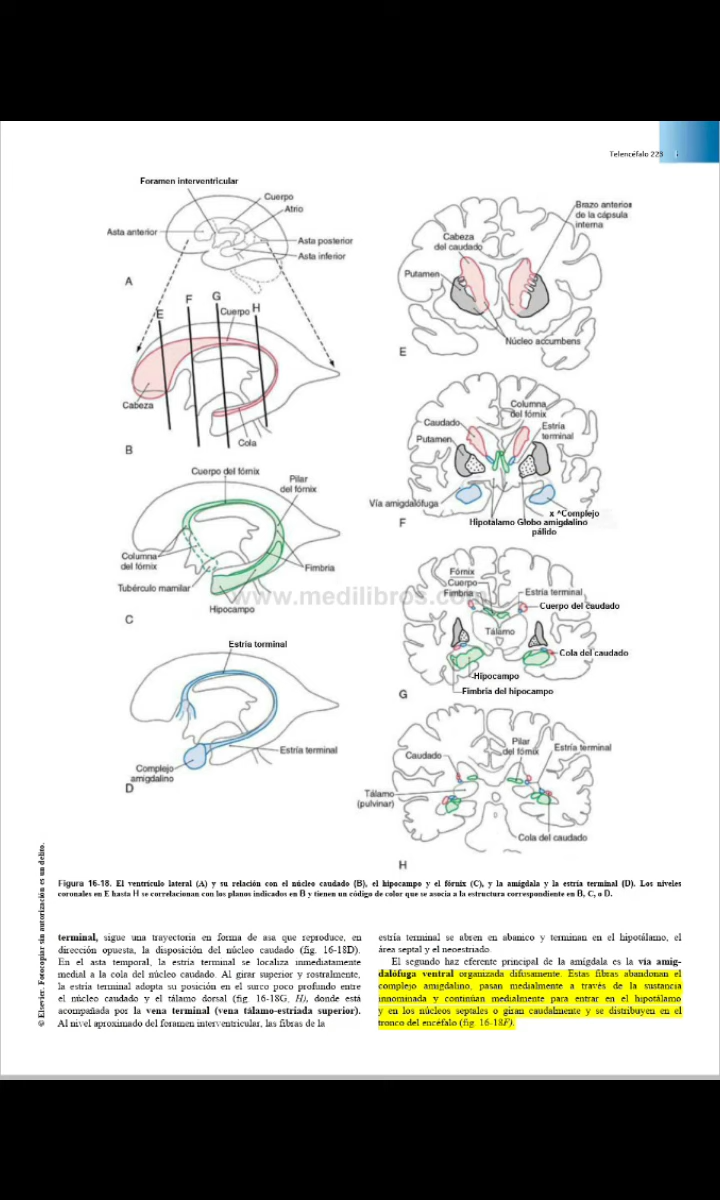 Telencéfalo 223
Foramen interventricular
Cuerpo
Atrio
Asta anterior
Asta posterior
Asta inferior
A
E
F
G
H
Cuerpo
Cabeza
Cola
B
Cuerpo del fórnix
Pilar
del fórnix
Columna
del fórnix
Fimbria
Tubérculo mamilar
Hipocampo
C
Estría torminal
Estría terminal
Complejo
amigdalino
D
Brazo anterior
de la cápsula
interna
Cabeza
del caudado
Putamen
Núcleo accumbens
E
Columna
del fórnix
Caudado
Estría
terminal
Putamen
Vía amigdalófuga
x ^Complejo
Hipotálamo Globo amigdalino
pálido
F
Fórnix
Cuerpo
Fimbria
Estría terminal
Cuerpo del caudado
www.medilibros.com
Tálamo
Cola del caudado
Hipocampo
Fimbria del hipocampo
G
Pilar
del fórnix
Estría terminal
Caudado
Tálamo
(pulvinar)
Cola del caudado
H
Figura 16-18. El ventrículo lateral (A) y su relación con el núcleo caudado (B), el hipocampo y el fórnix (C), y la amígdala y la estría terminal (D). Los niveles
coronales en E hasta H se correlacionan con los planos indicados en B y tienen un código de color que se asocia a la estructura correspondiente en B, C, o D.
© Elsevier. Fotocopiar sin autorización es un delito.
terminal, sigue una trayectoria en forma de asa que reproduce, en
dirección opuesta, la disposición del núcleo caudado (fig. 16-18D).
En el asta temporal, la estría terminal se localiza inmediatamente
medial a la cola del núcleo caudado. Al girar superior y rostralmente,
la estría terminal adopta su posición en el surco poco profundo entre
el núcleo caudado y el tálamo dorsal (fig. 16-18G, H), donde está
acompañada por la vena terminal (vena tálamo-estriada superior).
Al nivel aproximado del foramen interventricular, las fibras de la
estría terminal se abren en abanico y terminan en el hipotálamo, el
área septal y el neoestriado.
El segundo haz eferente principal de la amígdala es la vía amig-
dalófuga ventral organizada difusamente. Estas fibras abandonan el
complejo amigdalino, pasan medialmente a través de la sustancia
innominada y continúan medialmente para entrar en el hipotálamo
y en los núcleos septales o giran caudalmente y se distribuyen en el
tronco del encéfalo (fig. 16-18F).